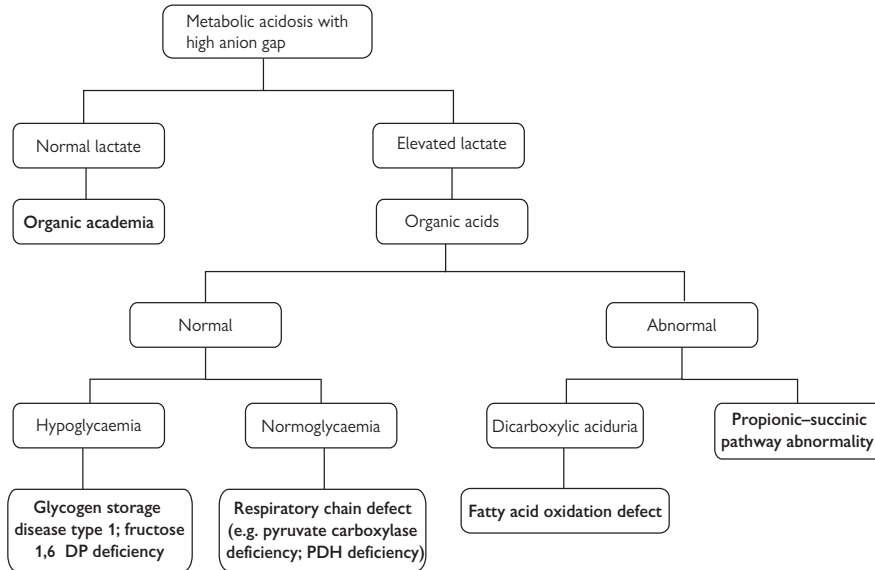 Metabolic acidosis with
high anion gap
Normal lactate
Elevated lactate
Organic academia
Organic acids
Normal
Abnormal
Hypoglycaemia
Normoglycaemia
Dicarboxylic aciduria
Propionic–succinic
pathway abnormality
Glycogen storage
disease type 1; fructose
1,6 DP deficiency
Respiratory chain defect
(e.g. pyruvate carboxylase
deficiency; PDH deficiency)
Fatty acid oxidation defect